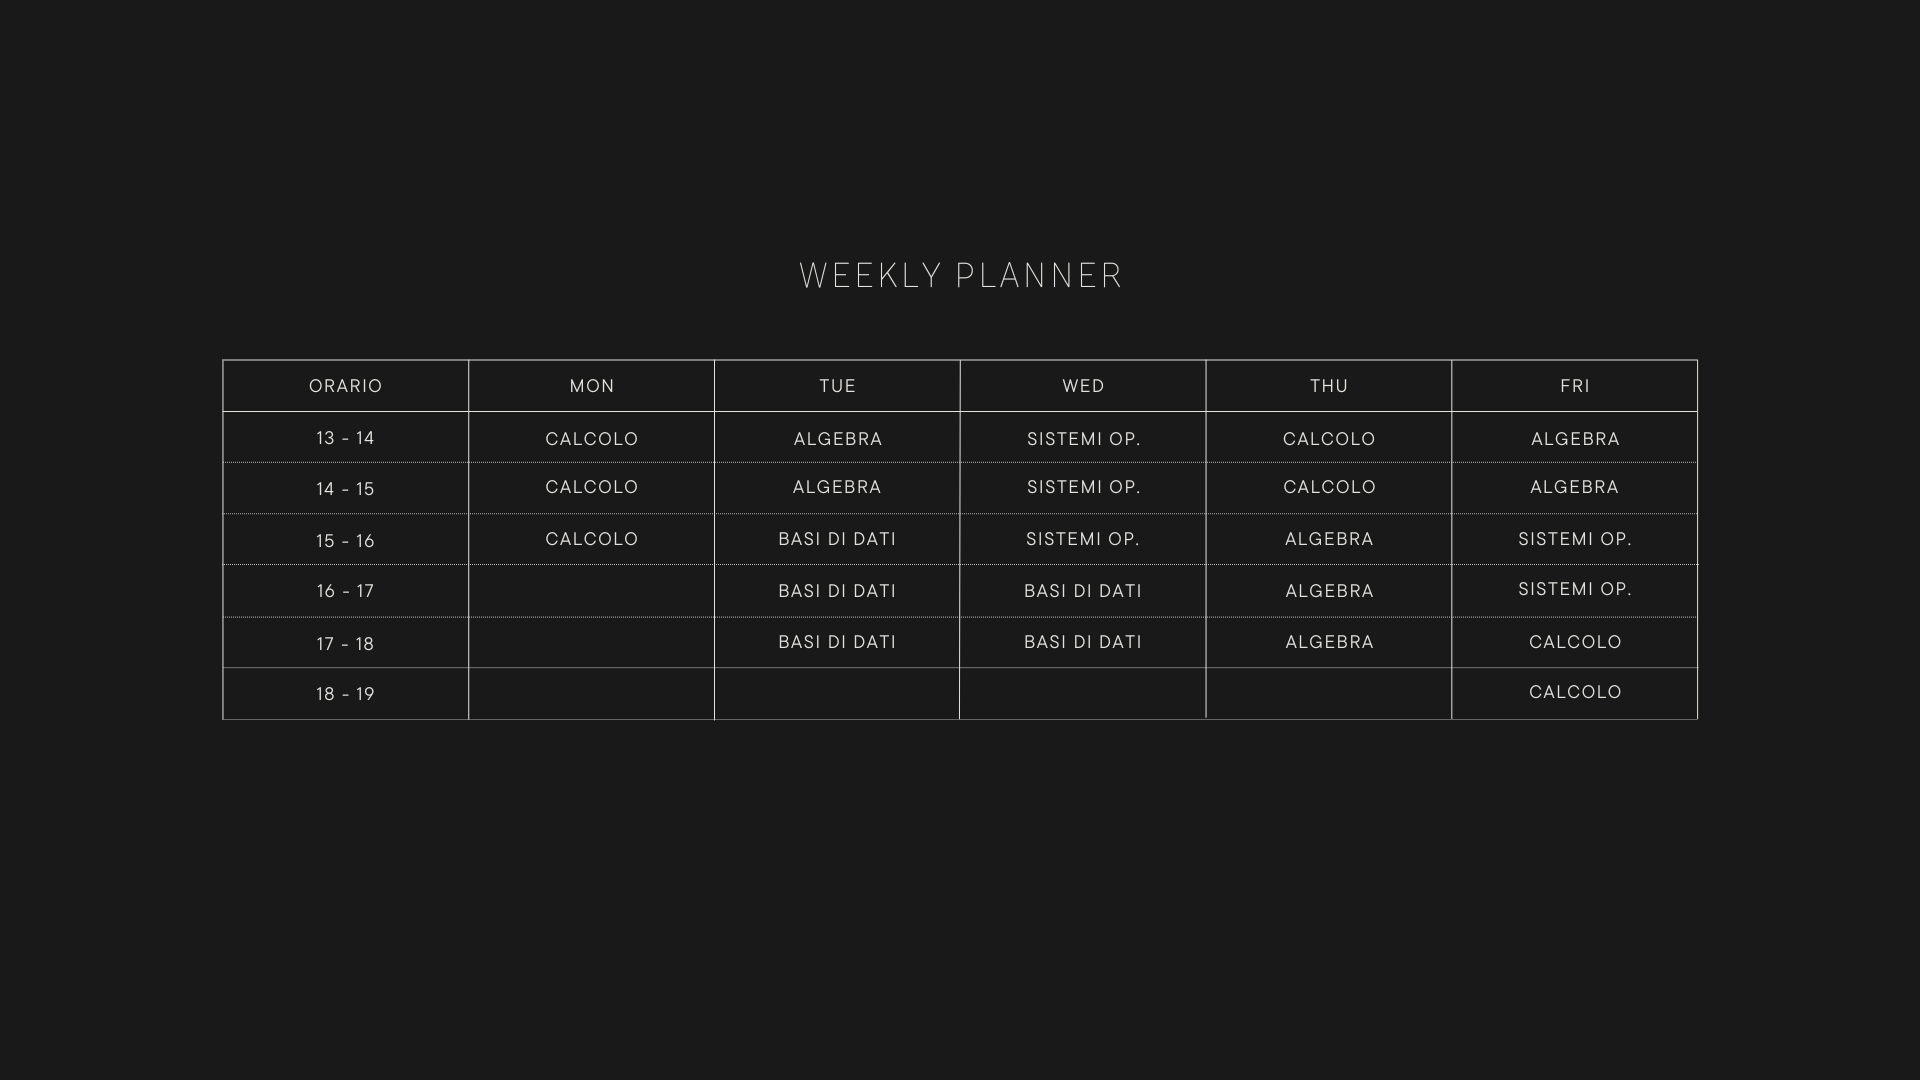 WEEKLY PLANNER
ORARIO MON TUE WED THU FRI
13 - 14 CALCOLO ALGEBRA SISTEMI OP. CALCOLO ALGEBRA
14 - 15 CALCOLO ALGEBRA SISTEMI OP. CALCOLO ALGEBRA
15 - 16 CALCOLO BASI DI DATI SISTEMI OP. ALGEBRA SISTEMI OP.
16 - 17 BASI DI DATI BASI DI DATI ALGEBRA SISTEMI OP.
17 - 18 BASI DI DATI BASI DI DATI ALGEBRA CALCOLO
18 - 19 CALCOLO